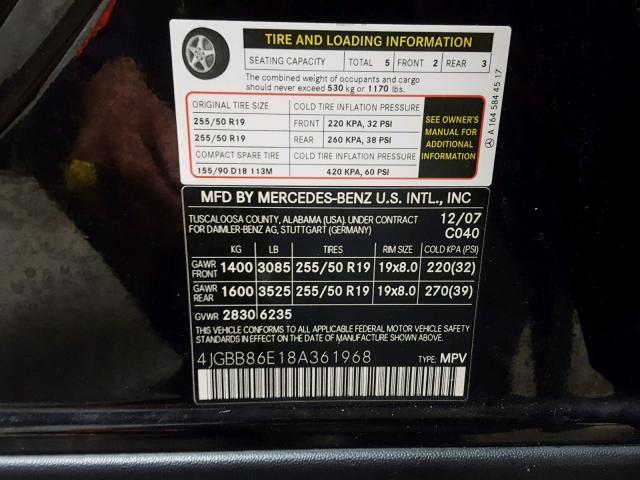 TIRE AND LOADING INFORMATION
SEATING CAPACITY TOTAL 5 FRONT 2 REAR 3
The combined weight of occupants and cargo
should never exceed 530 kg or 1170 lbs.
ORIGINAL TIRE SIZE COLD TIRE INFLATION PRESSURE
255/50 R19 FRONT 220 KPA, 32 PSI
255/50 R19 REAR 260 KPA, 38 PSI
COMPACT SPARE TIRE COLD TIRE INFLATION PRESSURE
155/90 D18 113M 420 KPA, 60 PSI
SEE OWNER'S
MANUAL FOR
ADDITIONAL
INFORMATION
A 164 584 45 17
MFD BY MERCEDES-BENZ U.S. INTL., INC
TUSCALOOSA COUNTY, ALABAMA (USA). UNDER CONTRACT 12/07
FOR DAIMLER-BENZ AG, STUTTGART (GERMANY) C040
KG LB TIRES RIM SIZE COLD KPA (PSI)
GAWR FRONT 1400 3085 255/50 R19 19x8.0 220(32)
GAWR REAR 1600 3525 255/50 R19 19x8.0 270(39)
GVWR 2830 6235
THIS VEHICLE CONFORMS TO ALL APPLICABLE FEDERAL MOTOR VEHICLE SAFETY
STANDARDS IN EFFECT ON THE DATE OF MANUFACTURE SHOWN ABOVE.
4JGBB86E18A361968 TYPE: MPV